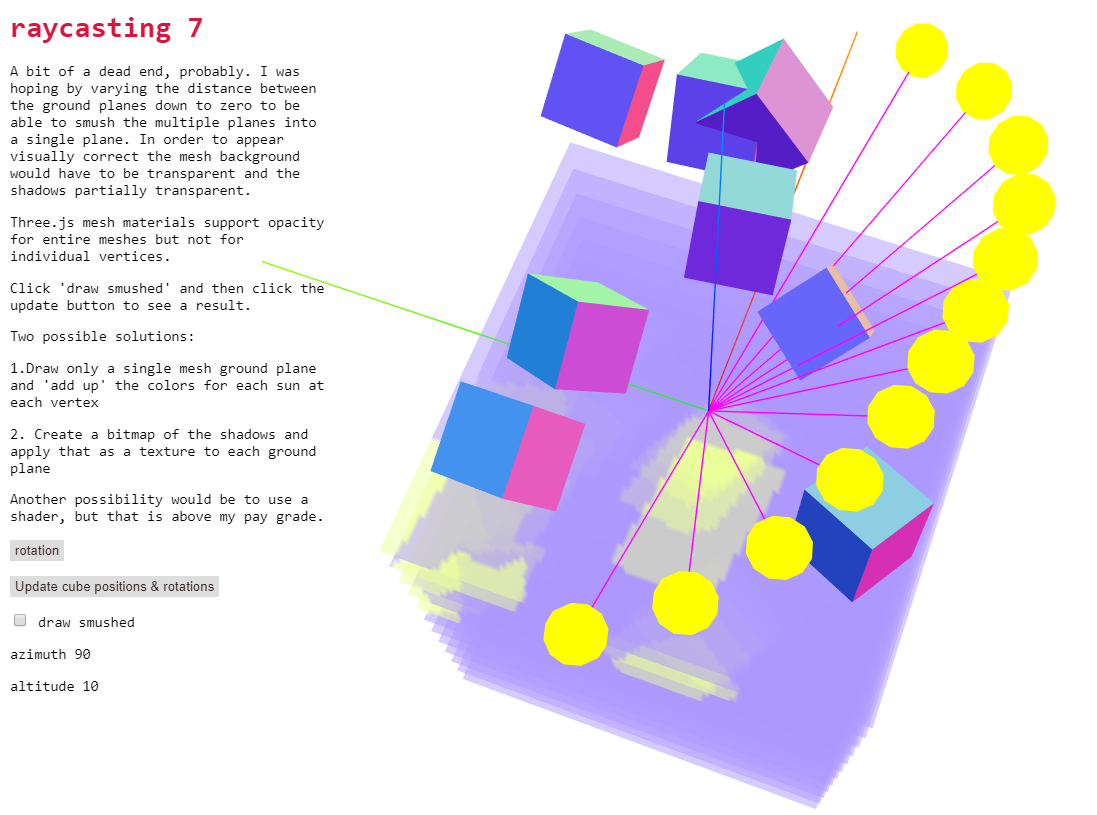 raycasting 7
A bit of a dead end, probably. I was
hoping by varying the distance between
the ground planes down to zero to be
able to smush the multiple planes into
a single plane. In order to appear
visually correct the mesh background
would have to be transparent and the
shadows partially transparent.
Three.js mesh materials support opacity
for entire meshes but not for
individual vertices.
Click 'draw smushed' and then click the
update button to see a result.
Two possible solutions:
1.Draw only a single mesh ground plane
and 'add up' the colors for each sun at
each vertex
2. Create a bitmap of the shadows and
apply that as a texture to each ground
plane
Another possibility would be to use a
shader, but that is above my pay grade.
rotation
Update cube positions & rotations
draw smushed
azimuth 90
altitude 10